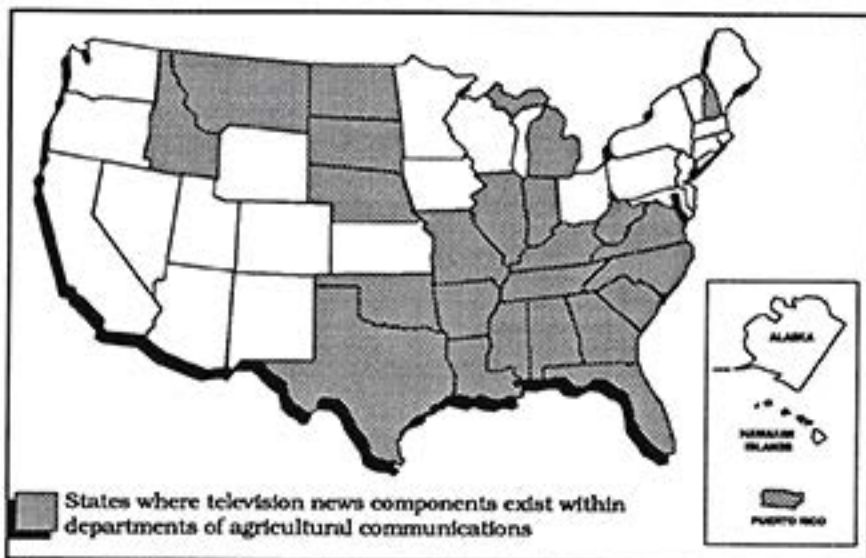 ALASKA
HAWAIIAN
ISLANDS
PUERTO RICO
States where television news components exist within
departments of agricultural communications